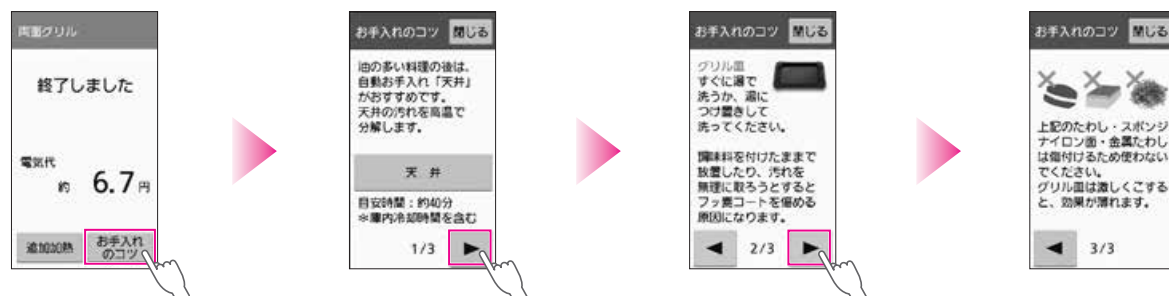 両面グリル
終了しました
電気代
約 6.7円
追加加熱
お手入れ
のコツ
お手入れのコツ 閉じる
油の多い料理の後は、
自動お手入れ「天井」
がおすすめです。
天井の汚れを高温で
分解します。
天 井
目安時間:約40分
※庫内冷却時間を含む
1/3 ▶
お手入れのコツ 閉じる
グリル皿
すぐに湯で
洗うか、湯に
つけ置きして
洗ってください。
調味料を付けたままで
放置したり、汚れを
無理に取ろうとすると
フッ素コートを傷める
原因になります。
◀ 2/3 ▶
お手入れのコツ 閉じる
上記のたわし・スポンジ
ナイロン面・金属たわし
は傷付けるため使わない
でください。
グリル皿は激しくこする
と、効果が薄れます。
◀ 3/3